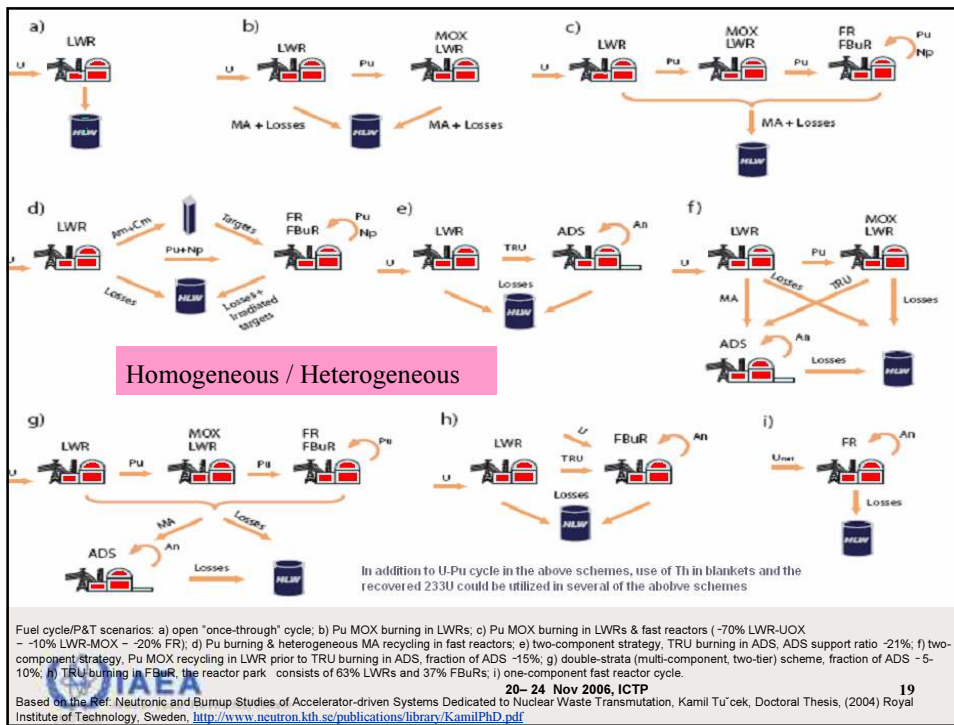 a)
LWR
U
HLW
b)
LWR
MOX
LWR
U
Pu
MA + Losses
HLW
MA + Losses
c)
LWR
MOX
LWR
FR
FBuR
Pu
Np
U
Pu
Pu
MA + Losses
HLW
d)
LWR
Am+Cm
Targets
FR
FBuR
Pu
Np
U
Pu+Np
Losses
HLW
Losses+
Irradiated
targets
e)
LWR
ADS
An
U
TRU
Losses
HLW
f)
LWR
MOX
LWR
U
Pu
MA
Losses
TRU
Losses
ADS
An
Losses
HLW
Homogeneous / Heterogeneous
g)
LWR
MOX
LWR
FR
FBuR
Pu
U
Pu
Pu
MA
Losses
ADS
An
Losses
HLW
h)
LWR
U
FBuR
An
U
TRU
Losses
HLW
i)
FR
An
Unat
Losses
HLW
In addition to U-Pu cycle in the above schemes, use of Th in blankets and the
recovered 233U could be utilized in several of the abolve schemes
Fuel cycle/P&T scenarios: a) open "once-through" cycle; b) Pu MOX burning in LWRs; c) Pu MOX burning in LWRs & fast reactors (~70% LWR-UOX
– ~10% LWR-MOX – ~20% FR); d) Pu burning & heterogeneous MA recycling in fast reactors; e) two-component strategy, TRU burning in ADS, ADS support ratio ~21%; f) two-
component strategy, Pu MOX recycling in LWR prior to TRU burning in ADS, fraction of ADS ~15%; g) double-strata (multi-component, two-tier) scheme, fraction of ADS ~ 5-
10%; h) TRU burning in FBuR, the reactor park consists of 63% LWRs and 37% FBuRs; i) one-component fast reactor cycle.
IAEA
20– 24 Nov 2006, ICTP
19
Based on the Ref: Neutronic and Burnup Studies of Accelerator-driven Systems Dedicated to Nuclear Waste Transmutation, Kamil Tuˇcek, Doctoral Thesis, (2004) Royal
Institute of Technology, Sweden, http://www.neutron.kth.se/publications/library/KamilPhD.pdf